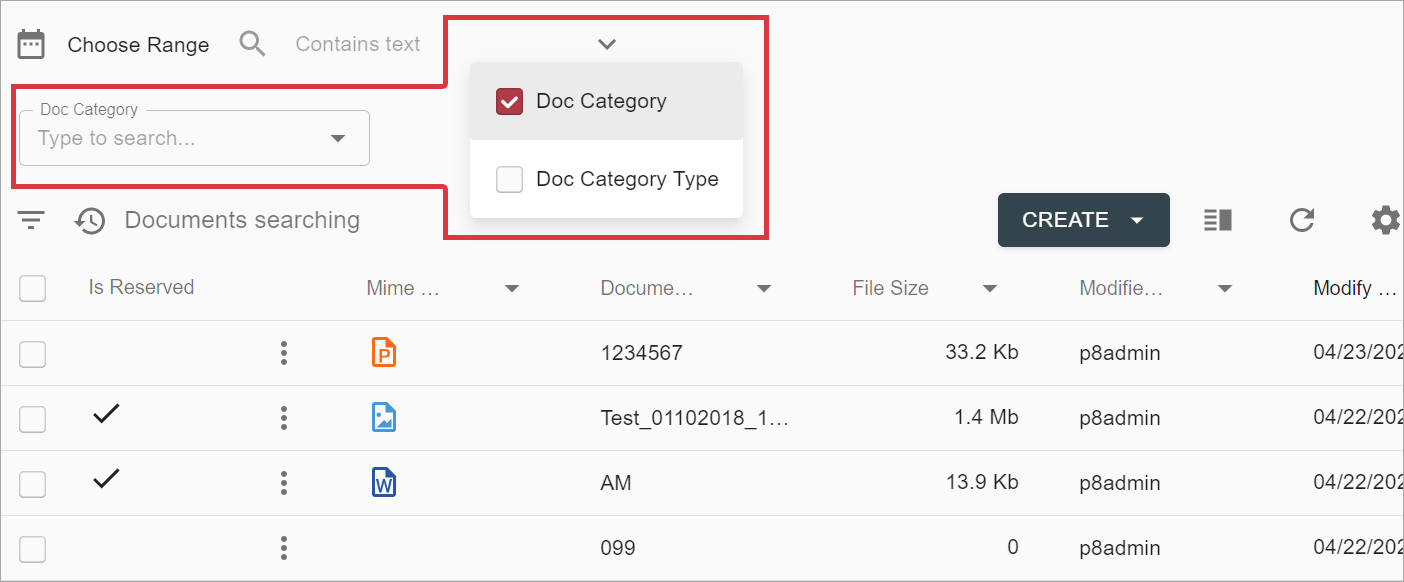 Choose Range Contains text
Doc Category
Doc Category
Type to search...
Doc Category Type
Documents searching CREATE
Is Reserved Mime ... Docume... File Size Modifie... Modify ...
P 1234567 33.2 Kb p8admin 04/23/202
Test_01102018_1... 1.4 Mb p8admin 04/22/202
W AM 13.9 Kb p8admin 04/22/202
099 0 p8admin 04/22/202